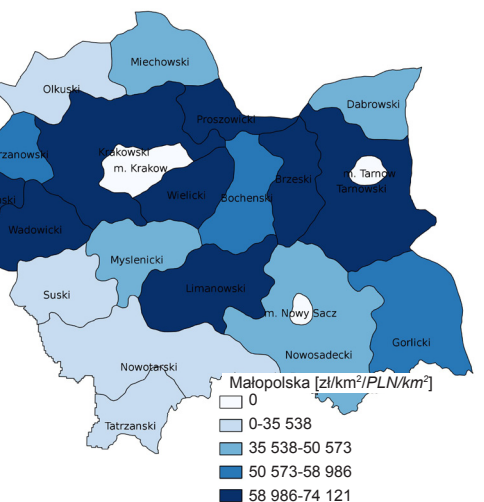 Miechowski
Olkuski
Dabrowski
Proszowicki
rzanowski
Krakowski
m. Krakow
m. Tarnow
Tarnowski
Brzeski
Wielicki
Bochenski
ski
Wadowicki
Myslenicki
Limanowski
Suski
m. Nowy Sacz
Gorlicki
Nowosadecki
Nowotarski
Małopolska [zł/km²/PLN/km²]
0
0-35 538
Tatrzanski
35 538-50 573
50 573-58 986
58 986-74 121